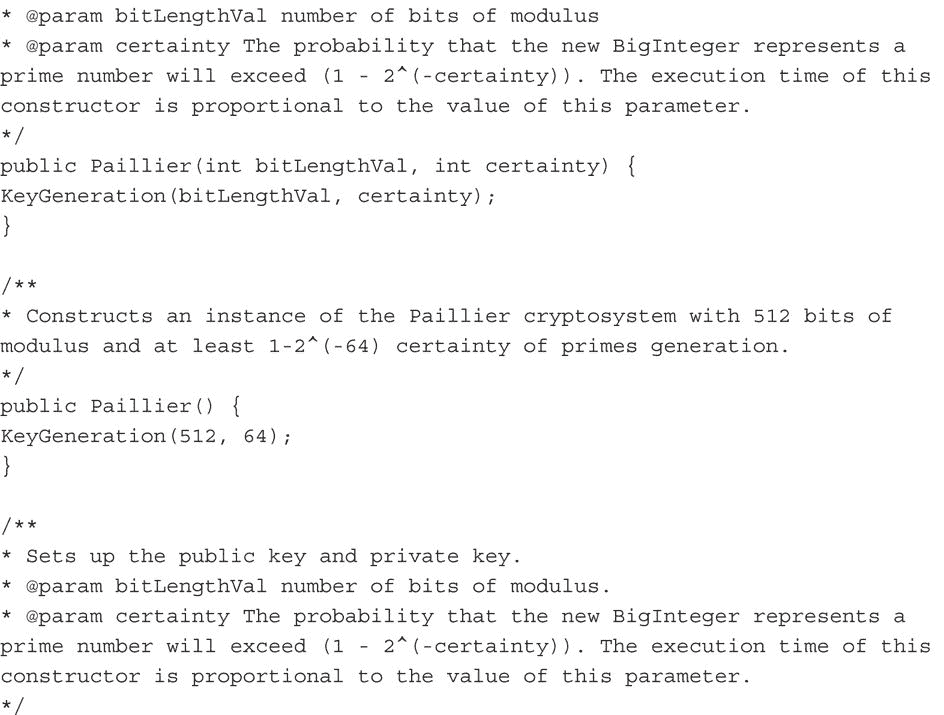 * @param bitLengthVal number of bits of modulus
* @param certainty The probability that the new BigInteger represents a
prime number will exceed (1 - 2^(-certainty)). The execution time of this
constructor is proportional to the value of this parameter.
*/
public Paillier(int bitLengthVal, int certainty) {
KeyGeneration(bitLengthVal, certainty);
}

/**
* Constructs an instance of the Paillier cryptosystem with 512 bits of
modulus and at least 1-2^(-64) certainty of primes generation.
*/
public Paillier() {
KeyGeneration(512, 64);
}

/**
* Sets up the public key and private key.
* @param bitLengthVal number of bits of modulus.
* @param certainty The probability that the new BigInteger represents a
prime number will exceed (1 - 2^(-certainty)). The execution time of this
constructor is proportional to the value of this parameter.
*/